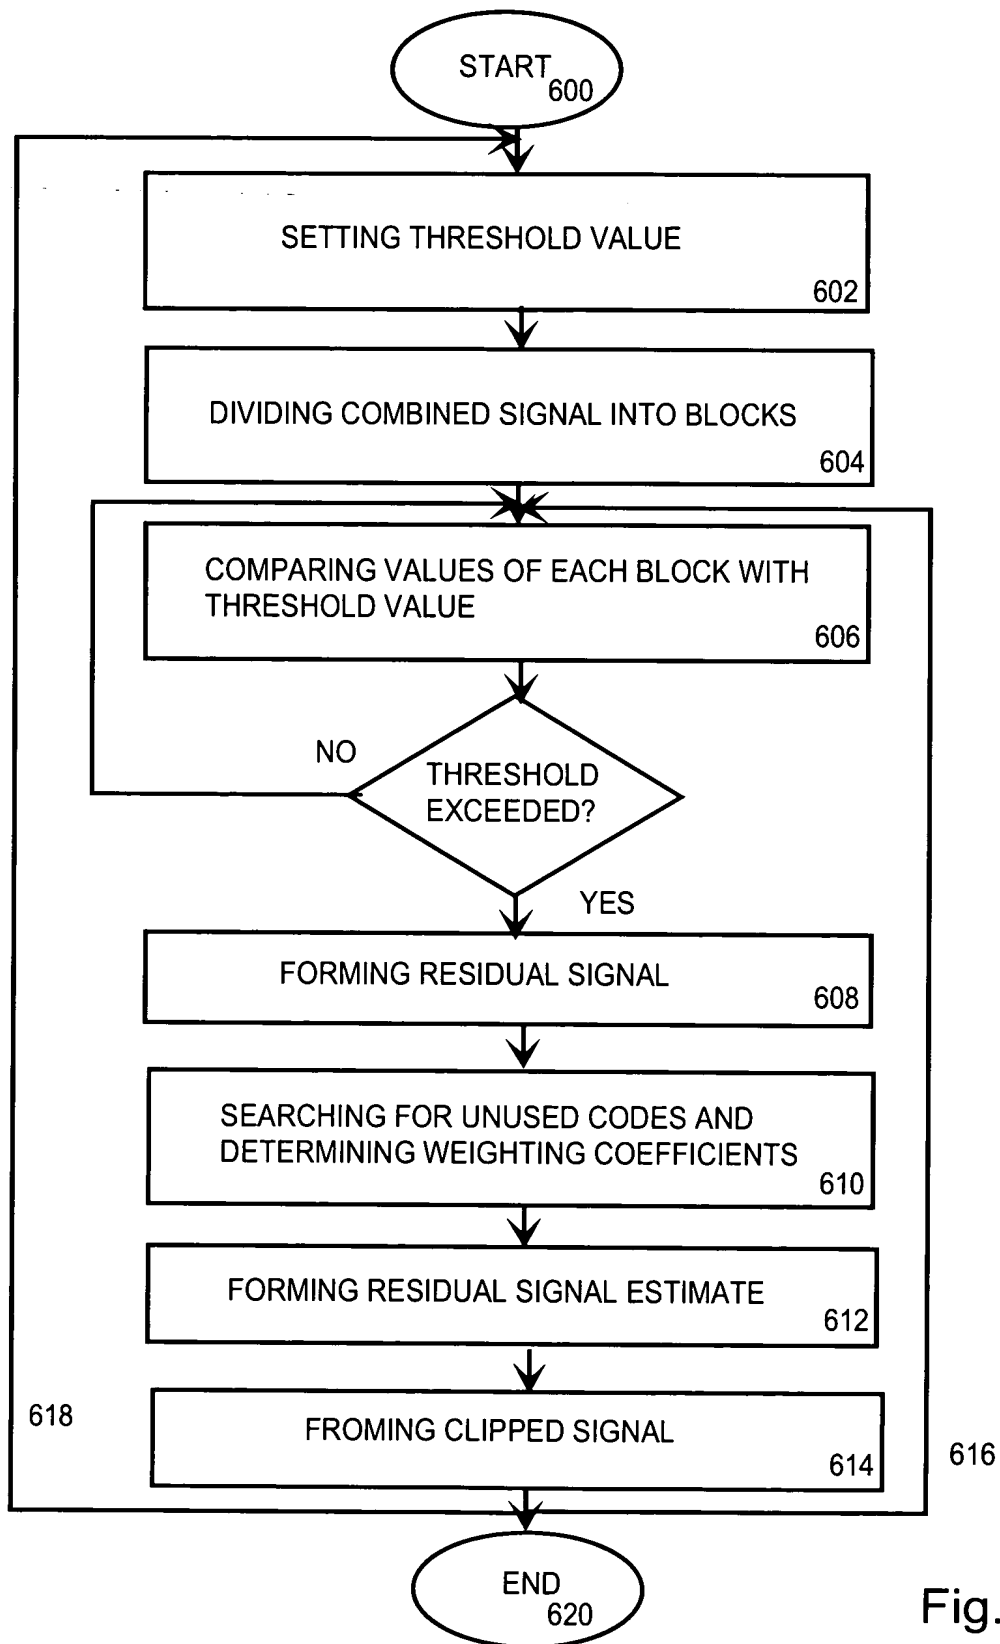 START
600
SETTING THRESHOLD VALUE
602
DIVIDING COMBINED SIGNAL INTO BLOCKS
604
COMPARING VALUES OF EACH BLOCK WITH
THRESHOLD VALUE
606
NO
THRESHOLD
EXCEEDED?
YES
FORMING RESIDUAL SIGNAL
608
SEARCHING FOR UNUSED CODES AND
DETERMINING WEIGHTING COEFFICIENTS
610
FORMING RESIDUAL SIGNAL ESTIMATE
612
618
FROMING CLIPPED SIGNAL
614
616
END
620
Fig.